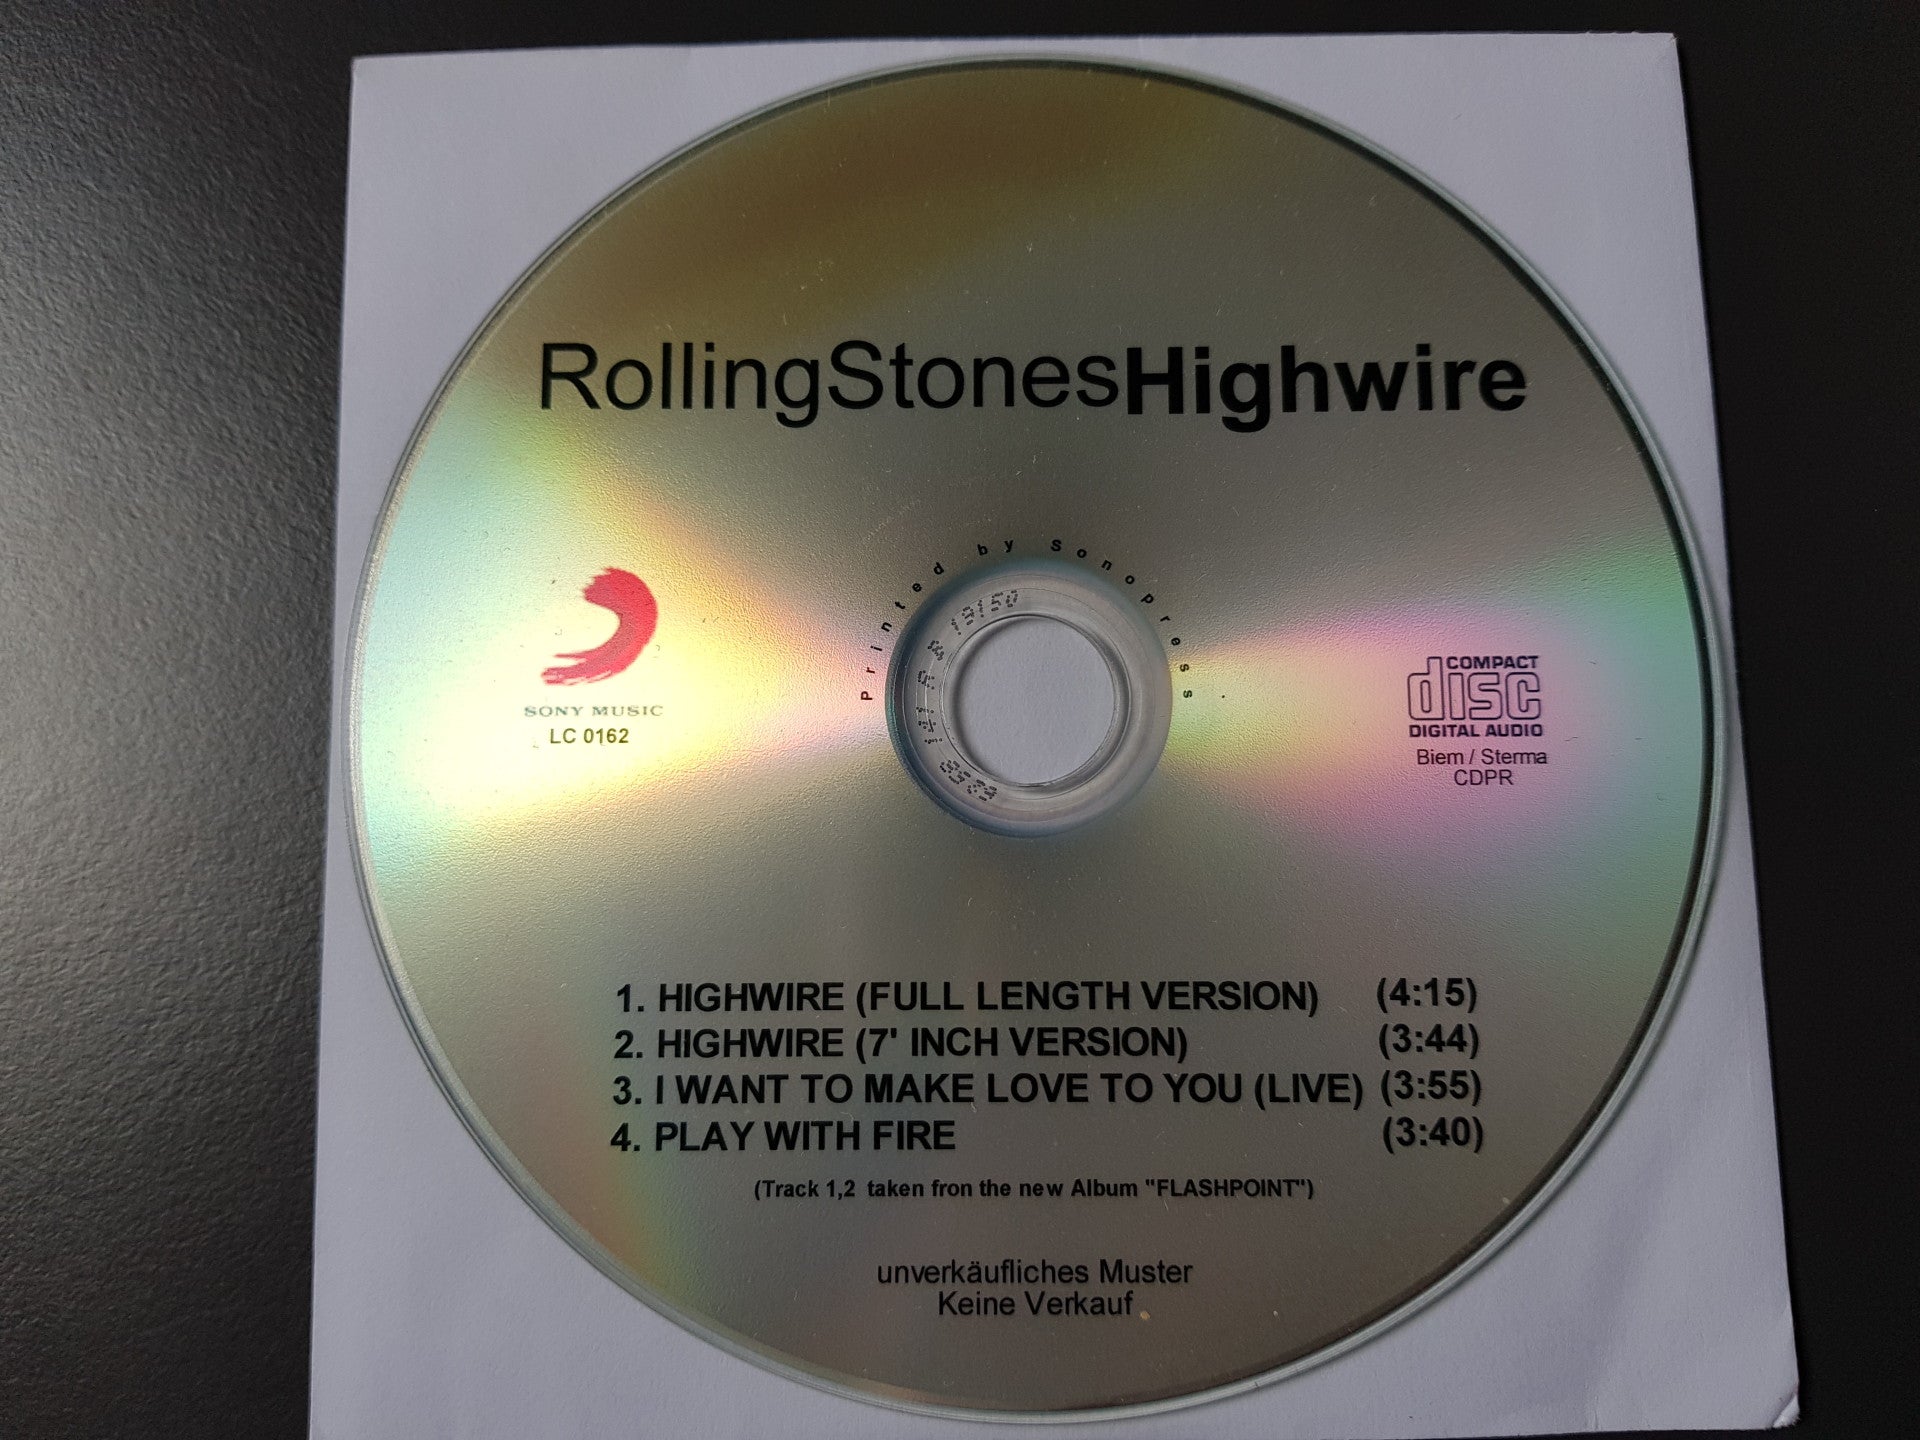 RollingStonesHighwire
Printed by Sonopress
SONY MUSIC
LC 0162
COMPACT
disc
DIGITAL AUDIO
Biem / Sterma
CDPR
1. HIGHWIRE (FULL LENGTH VERSION) (4:15)
2. HIGHWIRE (7' INCH VERSION) (3:44)
3. I WANT TO MAKE LOVE TO YOU (LIVE) (3:55)
4. PLAY WITH FIRE (3:40)
(Track 1,2 taken fron the new Album "FLASHPOINT")
unverkäufliches Muster
Keine Verkauf